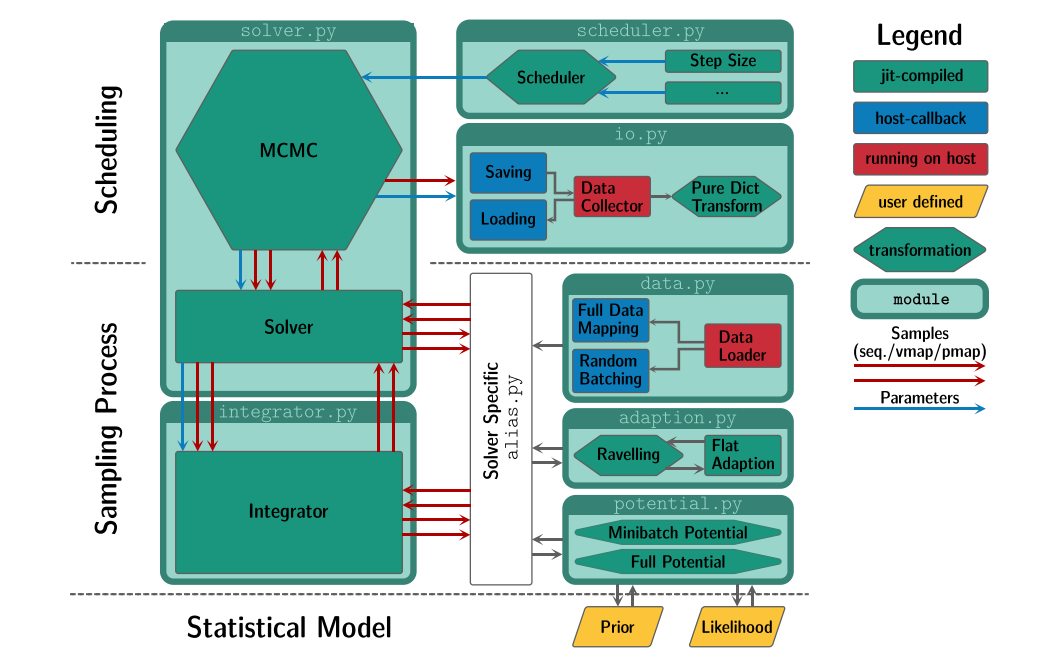 Scheduling
solver.py
MCMC
scheduler.py
Scheduler
Step Size
...
io.py
Saving
Loading
Data
Collector
Pure Dict
Transform
Sampling Process
Solver
integrator.py
Integrator
Solver Specific
alias.py
data.py
Full Data
Mapping
Random
Batching
Data
Loader
adaption.py
Ravelling
Flat
Adaption
potential.py
Minibatch Potential
Full Potential
Statistical Model
Prior
Likelihood
Legend
jit-compiled
host-callback
running on host
user defined
transformation
module
Samples
(seq./vmap/pmap)
Parameters